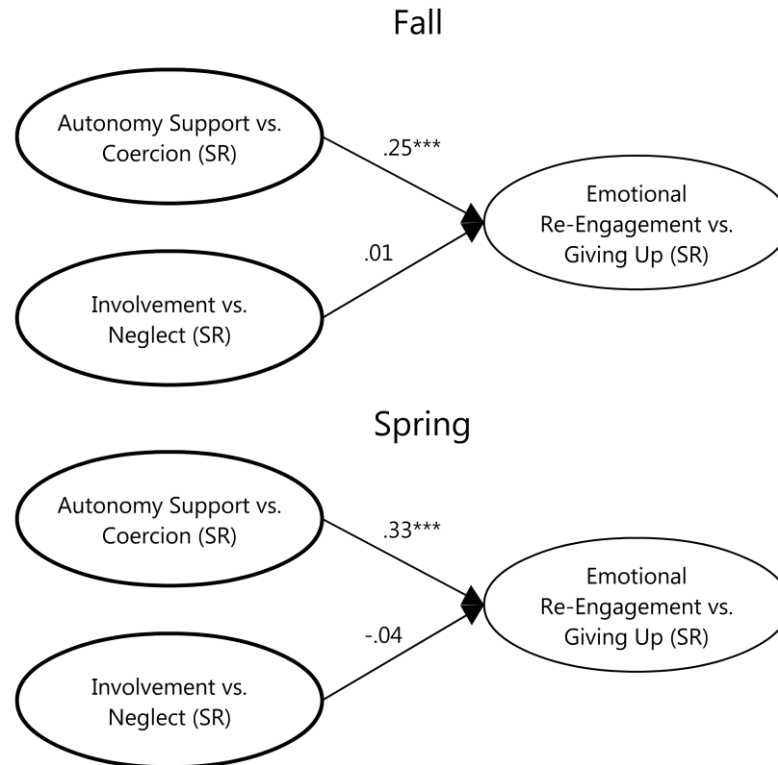 Fall
Autonomy Support vs.
Coercion (SR)
.25***
Emotional
Re-Engagement vs.
Giving Up (SR)
.01
Involvement vs.
Neglect (SR)
Spring
Autonomy Support vs.
Coercion (SR)
.33***
Emotional
Re-Engagement vs.
Giving Up (SR)
-.04
Involvement vs.
Neglect (SR)